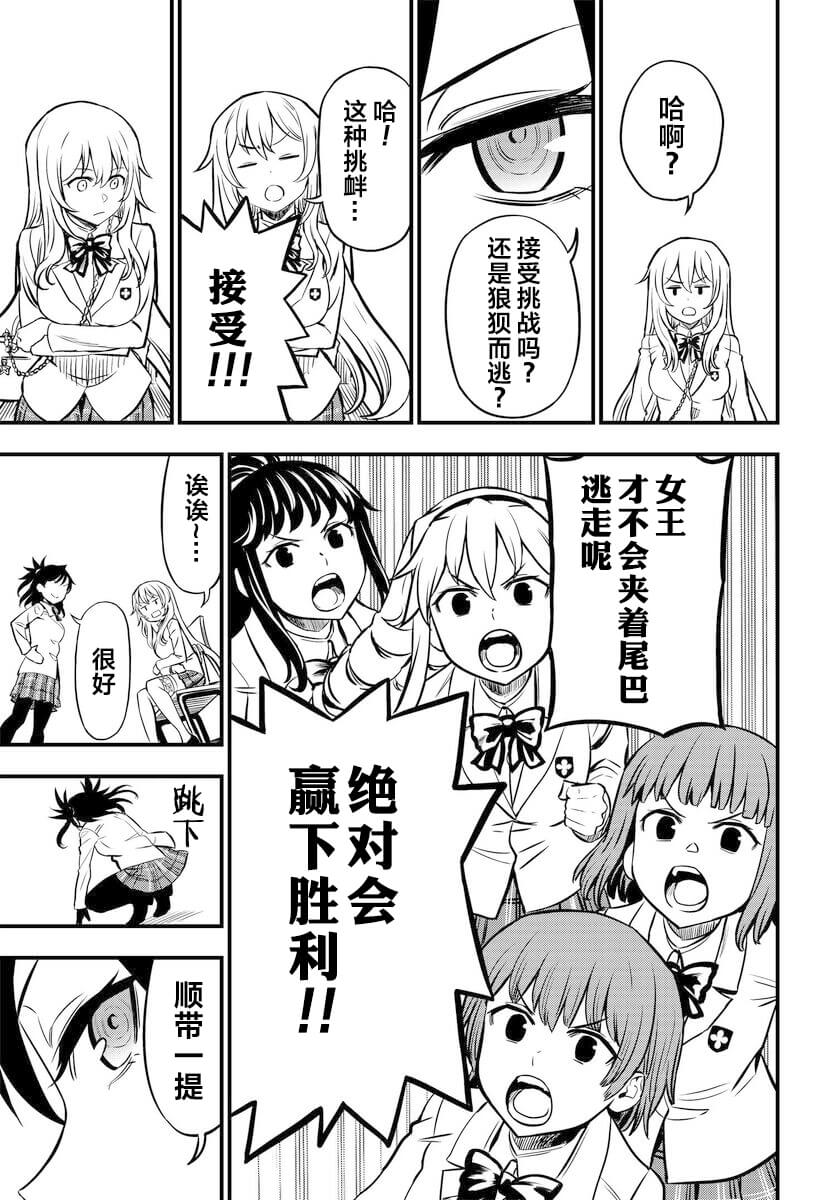 哈啊？
接受挑战吗？
还是狼狈而逃？
哈！
这种挑衅…
接受!!!
女王
才不会夹着尾巴
逃走呢
绝对会
赢下胜利!!
诶诶~…
很好
跳下
顺带一提